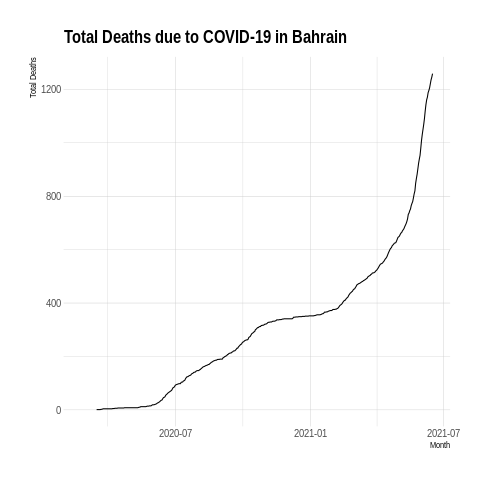 Total Deaths due to COVID-19 in Bahrain
Total Deaths
1200
800
400
0
2020-07
2021-01
2021-07
Month